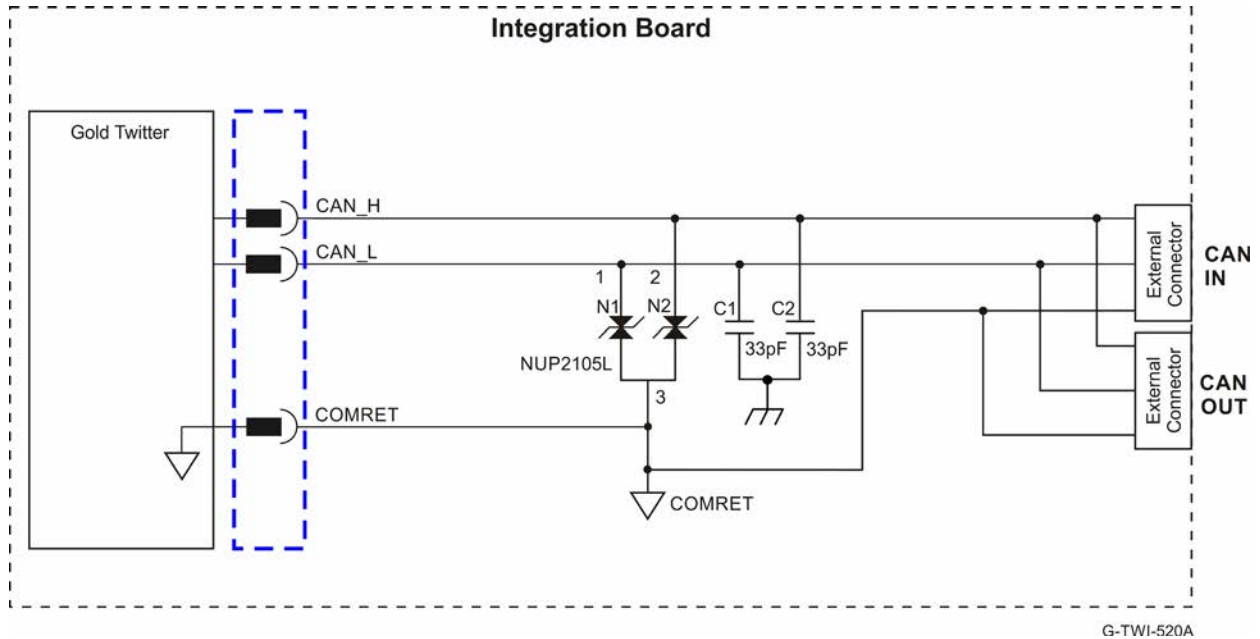 Integration Board
Gold Twitter
CAN_H
CAN_L
1 2
N1 N2 C1 C2
33pF 33pF
NUP2105L
3
COMRET
COMRET
External
Connector
CAN
IN
External
Connector
CAN
OUT
G-TWI-520A